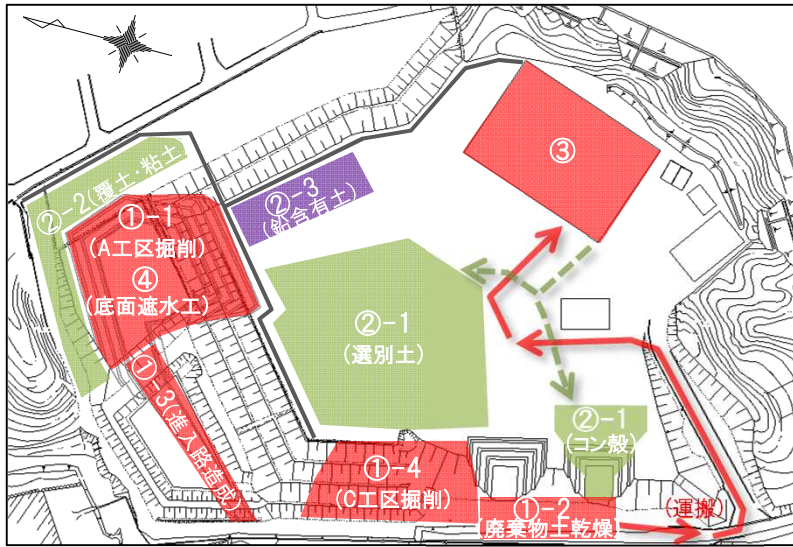 ③
②-2(覆土・粘土)
②-3
(鉛含有土)
①-1
(A工区掘削)
④
(底面遮水工)
②-1
(選別土)
①-3(進入路造成)
②-1
(コン殻)
①-4
(C工区掘削)
①-2
(廃棄物土乾燥)
(運搬)